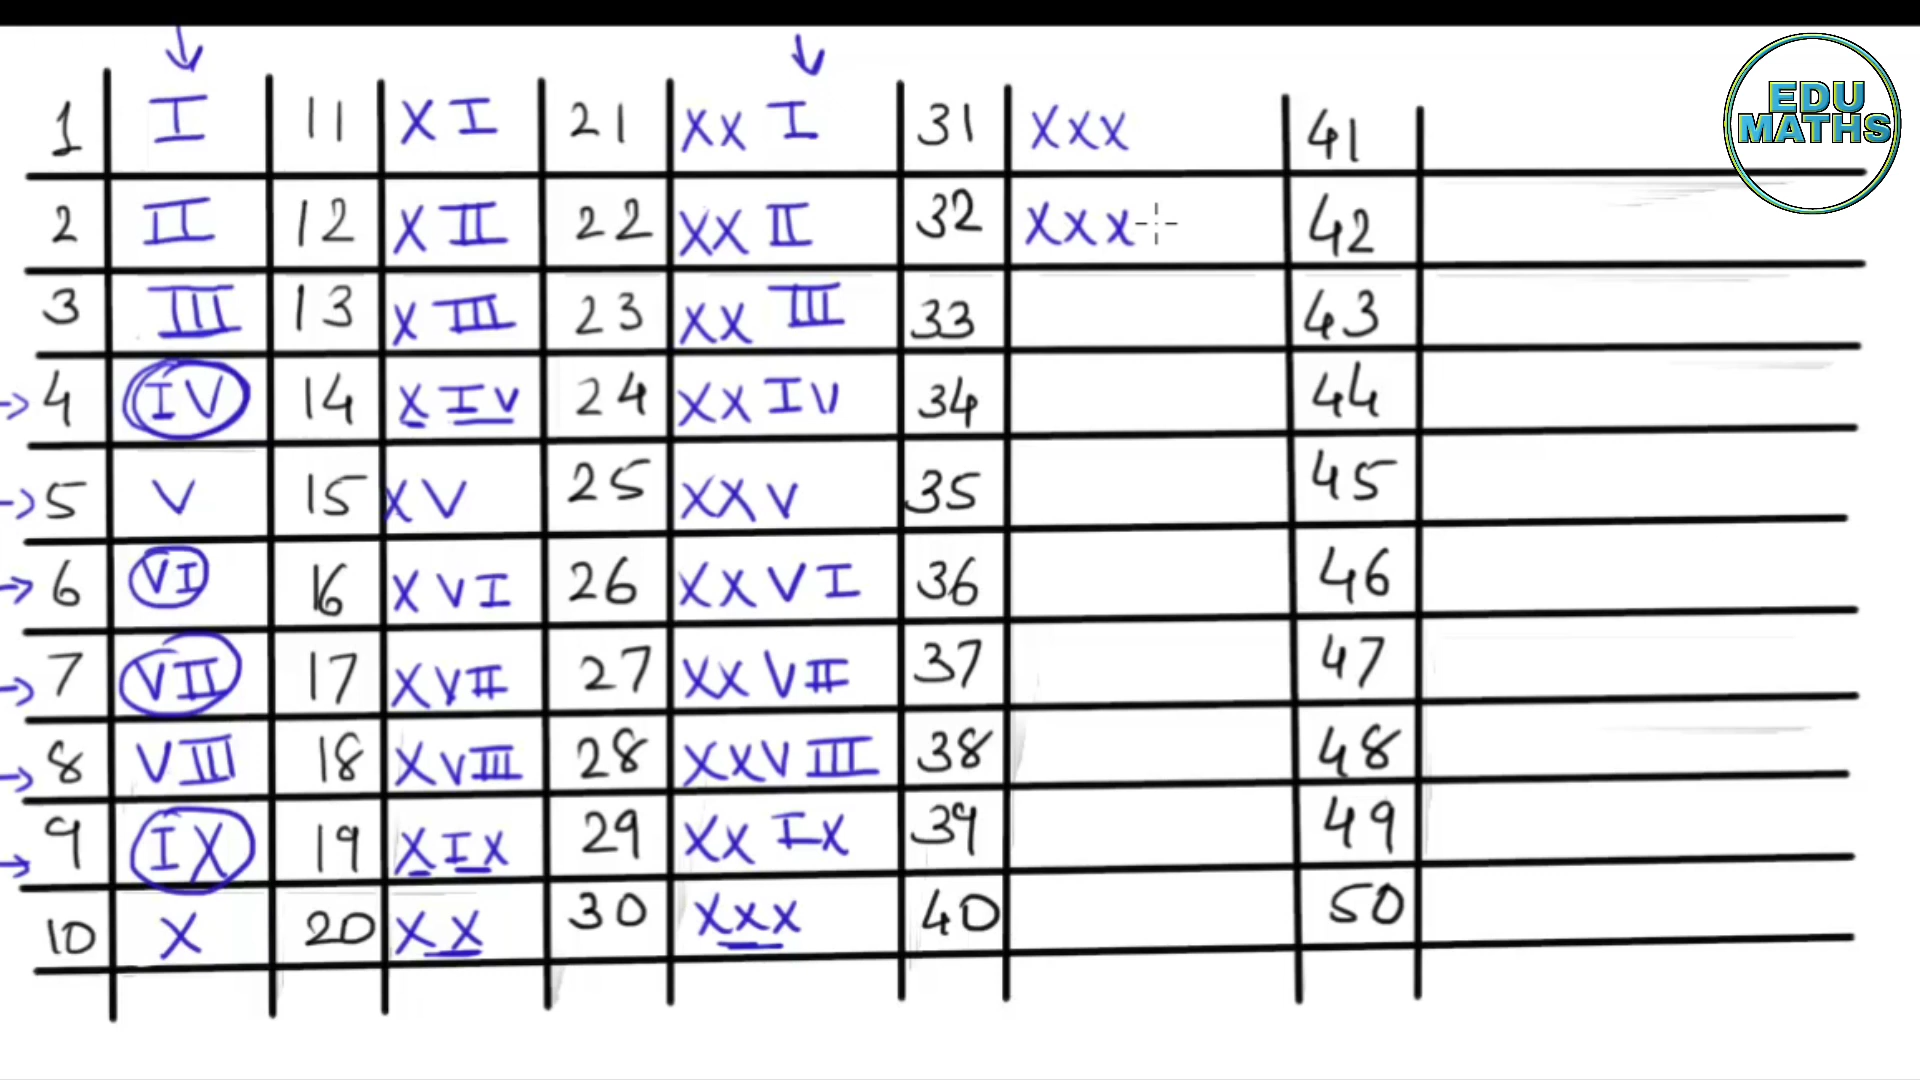 EDU
MATHS
1 I 11 XI 21 XXI 31 XXX 41
2 II 12 XII 22 XXII 32 XXX 42
3 III 13 XIII 23 XXIII 33 43
4 IV 14 XIV 24 XXIV 34 44
5 V 15 XV 25 XXV 35 45
6 VI 16 XVI 26 XXVI 36 46
7 VII 17 XVII 27 XXVII 37 47
8 VIII 18 XVIII 28 XXVIII 38 48
9 IX 19 XIX 29 XXIX 39 49
10 X 20 XX 30 XXX 40 50